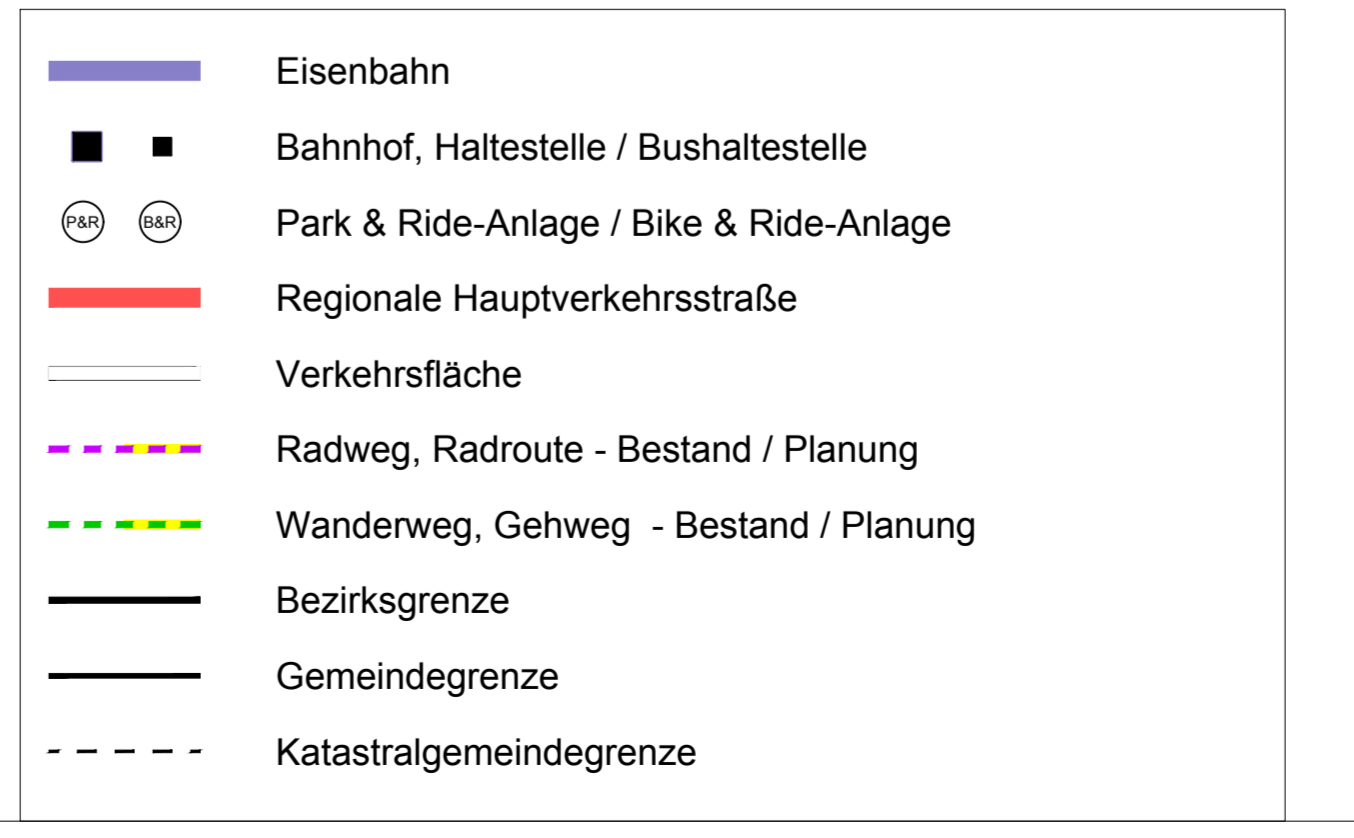 Eisenbahn
Bahnhof, Haltestelle / Bushaltestelle
P&R B&R Park & Ride-Anlage / Bike & Ride-Anlage
Regionale Hauptverkehrsstraße
Verkehrsfläche
Radweg, Radroute - Bestand / Planung
Wanderweg, Gehweg  - Bestand / Planung
Bezirksgrenze
Gemeindegrenze
Katastralgemeindegrenze